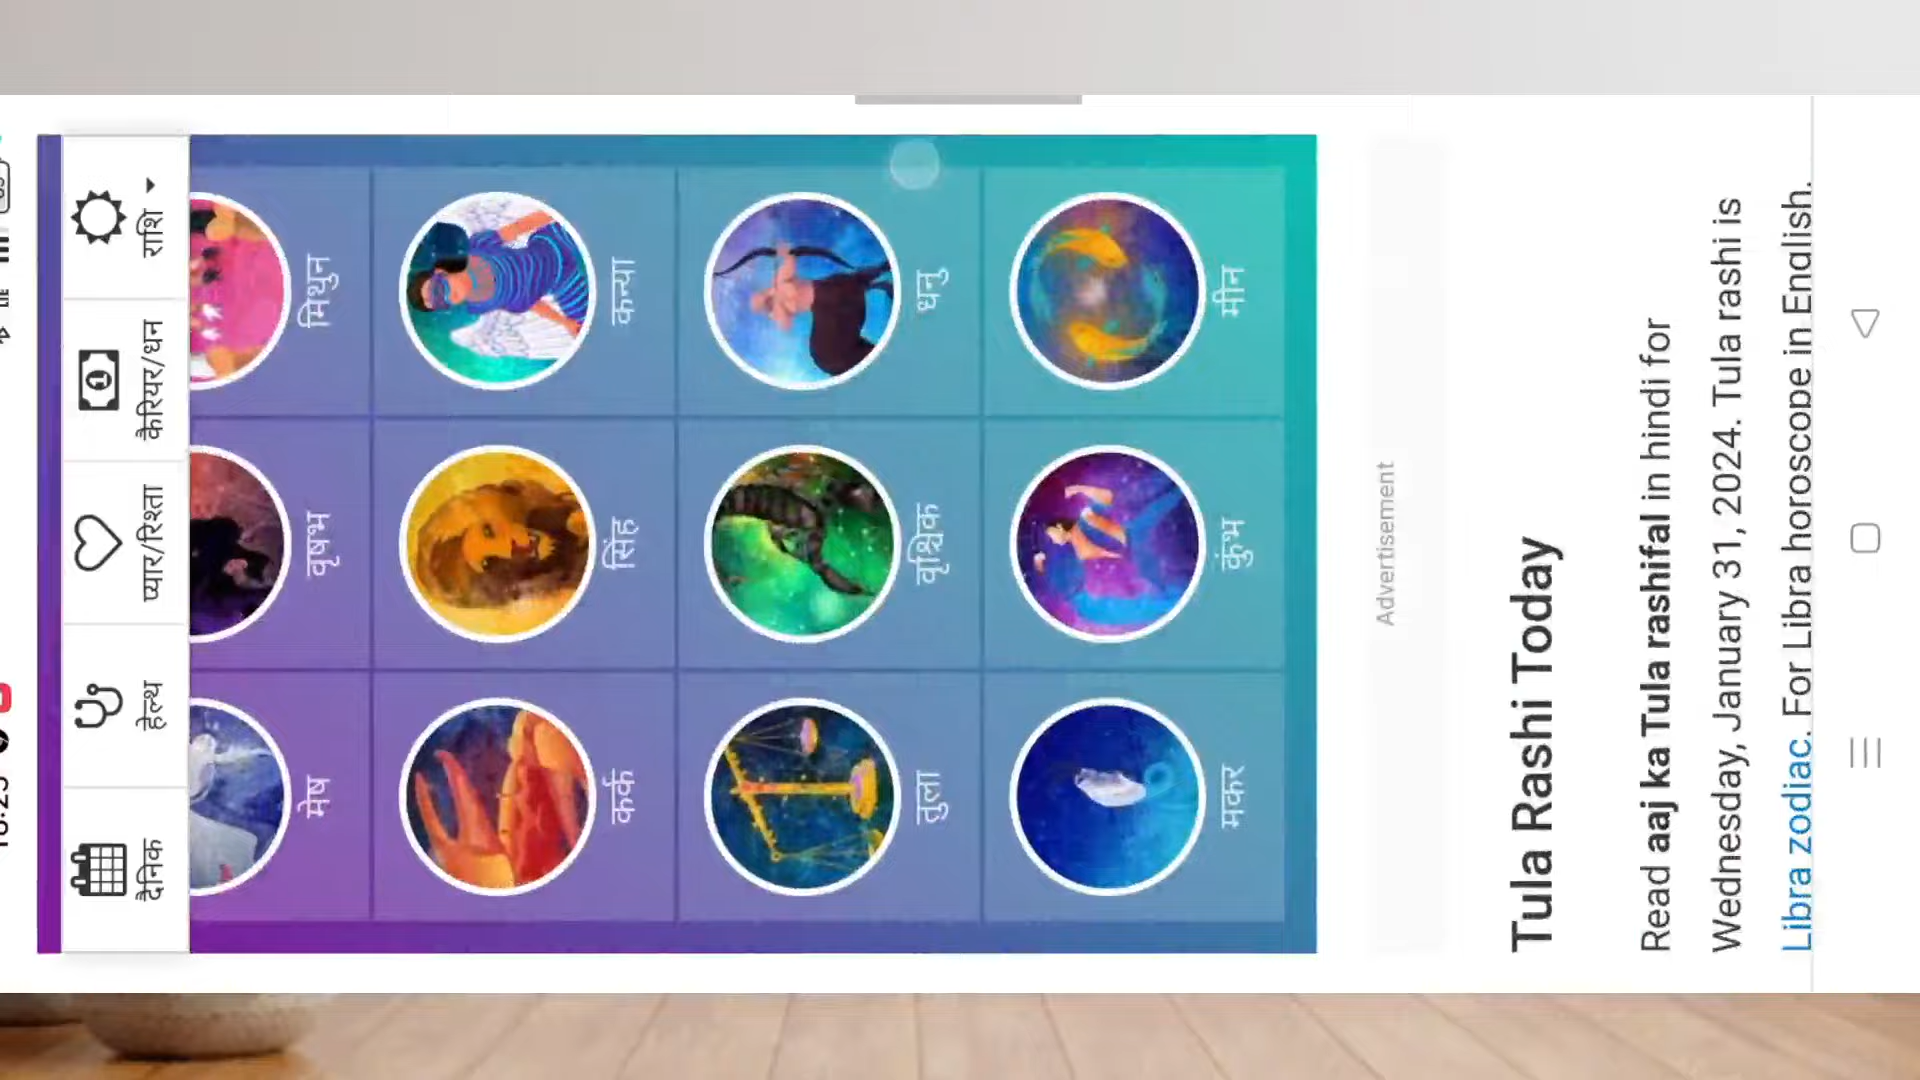 दैनिक
हेल्थ
प्यार/रिश्ता
कैरियर/धन
राशि
मेष
वृषभ
मिथुन
कर्क
सिंह
कन्या
तुला
वृश्चिक
धनु
मकर
कुंभ
मीन
Advertisement
Tula Rashi Today
Read aaj ka Tula rashifal in hindi for
Wednesday, January 31, 2024. Tula rashi is
Libra zodiac. For Libra horoscope in English.